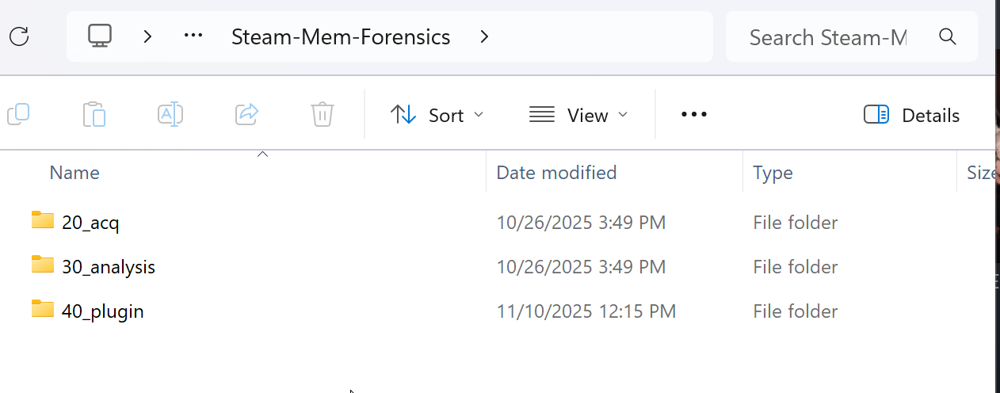 Steam-Mem-Forensics
Search Steam-M
Sort
View
Details
Name
Date modified
Type
Size
20_acq
10/26/2025 3:49 PM
File folder
30_analysis
10/26/2025 3:49 PM
File folder
40_plugin
11/10/2025 12:15 PM
File folder